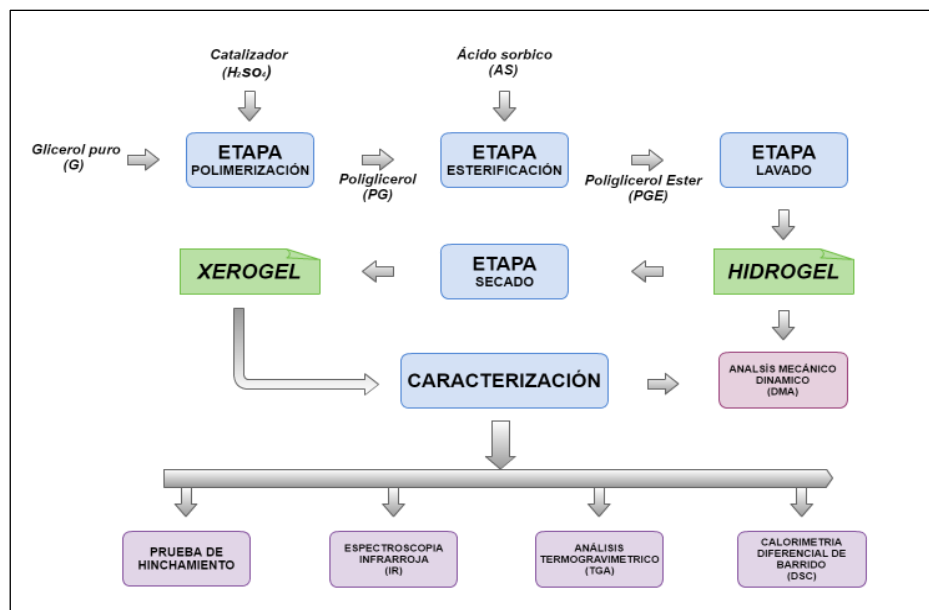 Catalizador
(H₂SO₄)
Ácido sorbico
(AS)
Glicerol puro
(G)
ETAPA
POLIMERIZACIÓN
Poliglicerol
(PG)
ETAPA
ESTERIFICACIÓN
Poliglicerol Ester
(PGE)
ETAPA
LAVADO
XEROGEL
ETAPA
SECADO
HIDROGEL
CARACTERIZACIÓN
ANALSÍS MECÁNICO
DINAMICO
(DMA)
PRUEBA DE
HINCHAMIENTO
ESPECTROSCOPIA
INFRARROJA
(IR)
ANÁLISIS
TERMOGRAVIMETRICO
(TGA)
CALORIMETRIA
DIFERENCIAL DE
BARRIDO
(DSC)